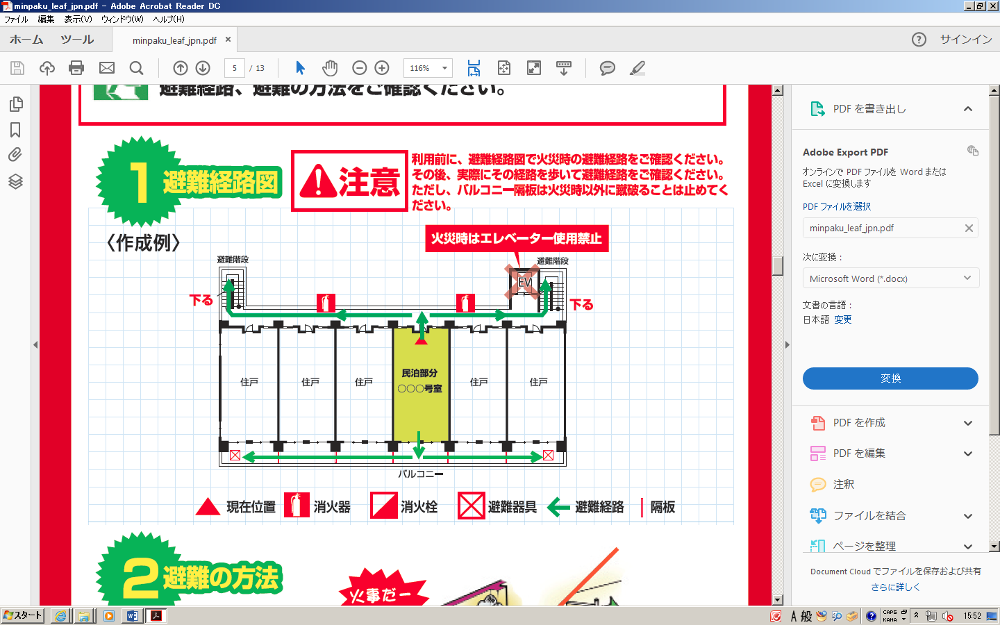 minpaku_leaf_jpn.pdf - Adobe Acrobat Reader DC
ファイル 編集 表示(V) ウィンドウ(W) ヘルプ(H)
ホーム ツール minpaku_leaf_jpn.pdf × サインイン
5 / 13 116%
避難経路、避難の方法をご確認ください。
1 避難経路図
注意
利用前に、避難経路図で火災時の避難経路をご確認ください。
その後、実際にその経路を歩いて避難経路をご確認ください。
ただし、バルコニー隔板は火災時以外に蹴破ることは止めてく
ださい。
〈作成例〉
火災時はエレベーター使用禁止
避難階段 避難階段
EV
下る 下る
住戸 住戸 住戸 民泊部分 住戸 住戸
〇〇〇号室
バルコニー
現在位置 消火器 消火栓 避難器具 避難経路 隔板
2 避難の方法
火事だー
PDF を書き出し
Adobe Export PDF
オンラインで PDF ファイルを Word または
Excel に変換します
PDF ファイルを選択
minpaku_leaf_jpn.pdf
次に変換 :
Microsoft Word (*.docx)
文書の言語 :
日本語 変更
変換
PDF を作成
PDF を編集
注釈
ファイルを結合
ページを整理
Document Cloud でファイルを保存および共有
さらに詳しく
スタート A 般 CAPS KANA 15:52